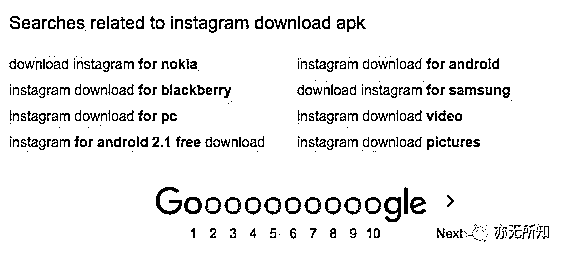 Searches related to instagram download apk
download instagram for nokia
instagram download for blackberry
instagram download for pc
instagram for android 2.1 free download
instagram download for android
download instagram for samsung
instagram download video
instagram download pictures
Goooooooooogle >
1 2 3 4 5 6 7 8 9 10 Next
亦无所知